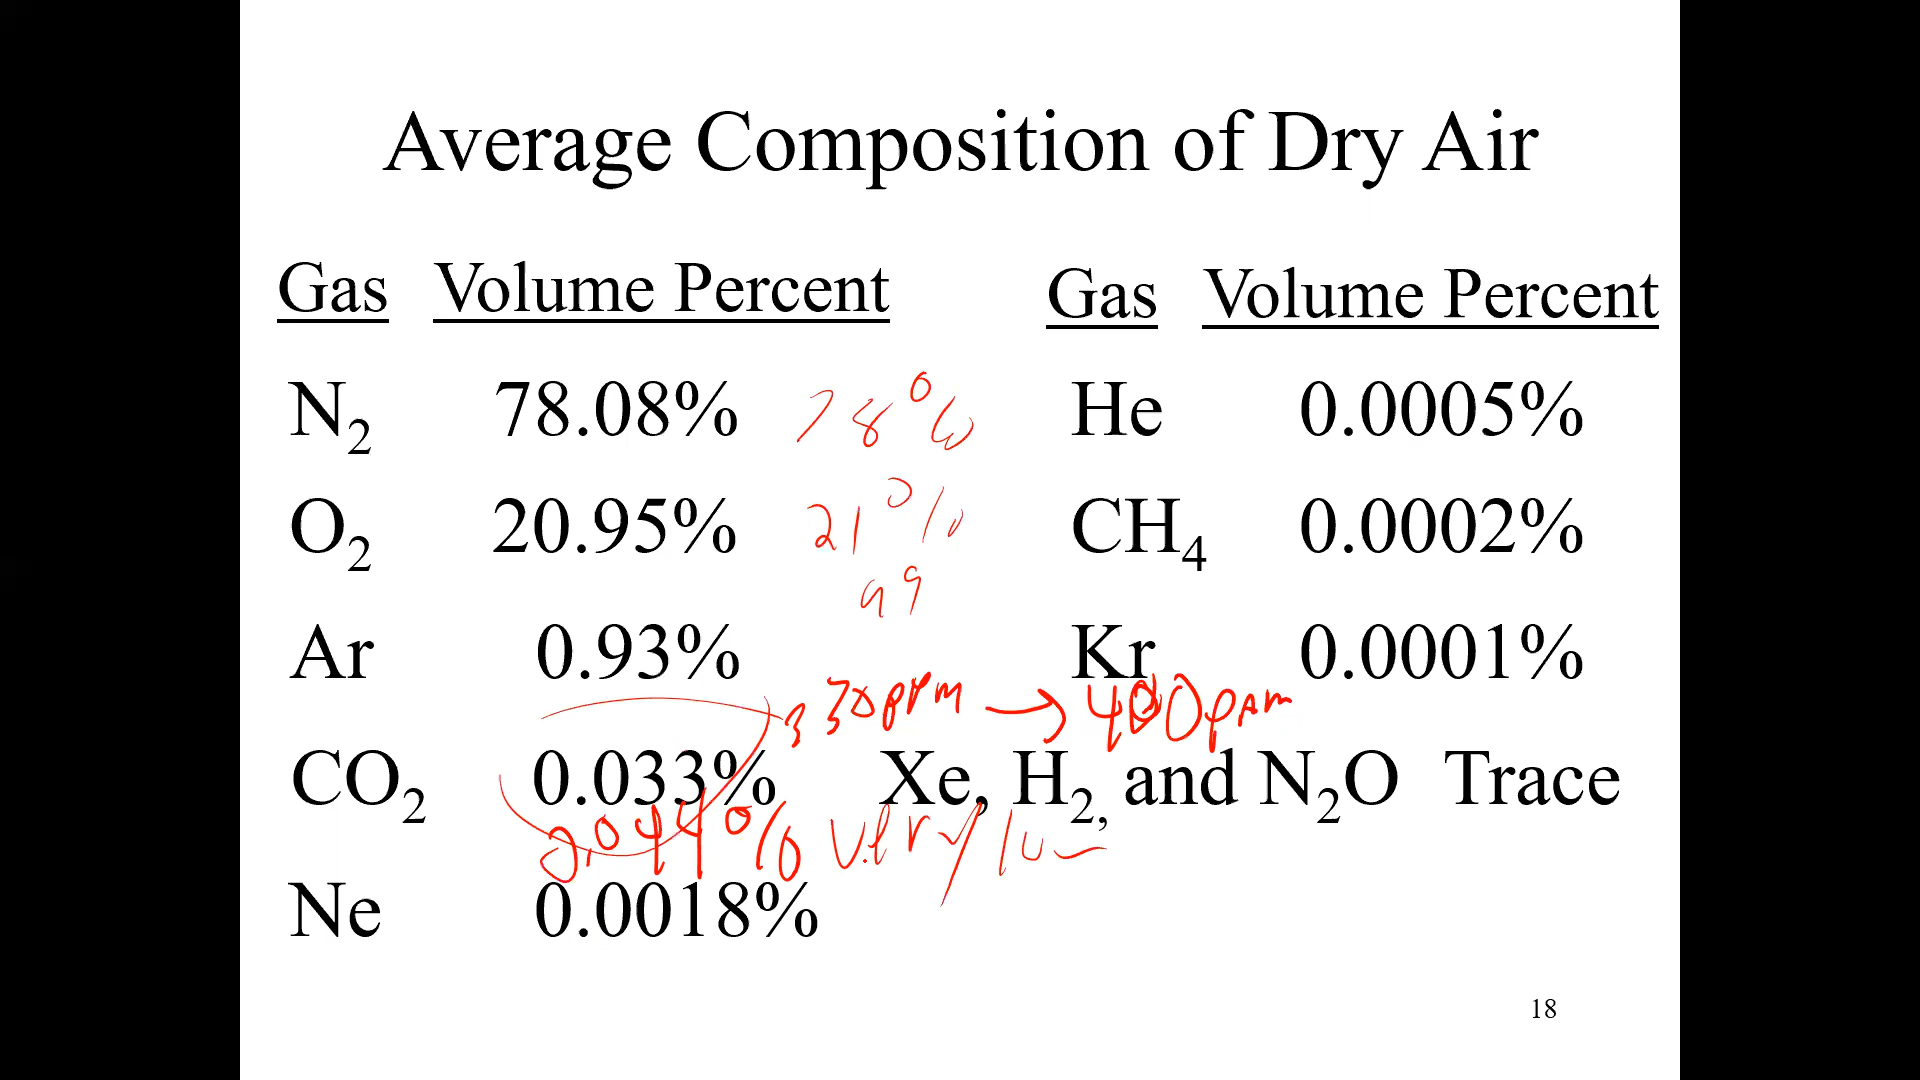 Average Composition of Dry Air
Gas Volume Percent
N2 78.08% 78%
O2 20.95% 21%
99
Ar 0.93%
330ppm → 400ppm
CO2 0.033%
0.044% very low
Ne 0.0018%
Gas Volume Percent
He 0.0005%
CH4 0.0002%
Kr 0.0001%
Xe, H2, and N2O Trace
18